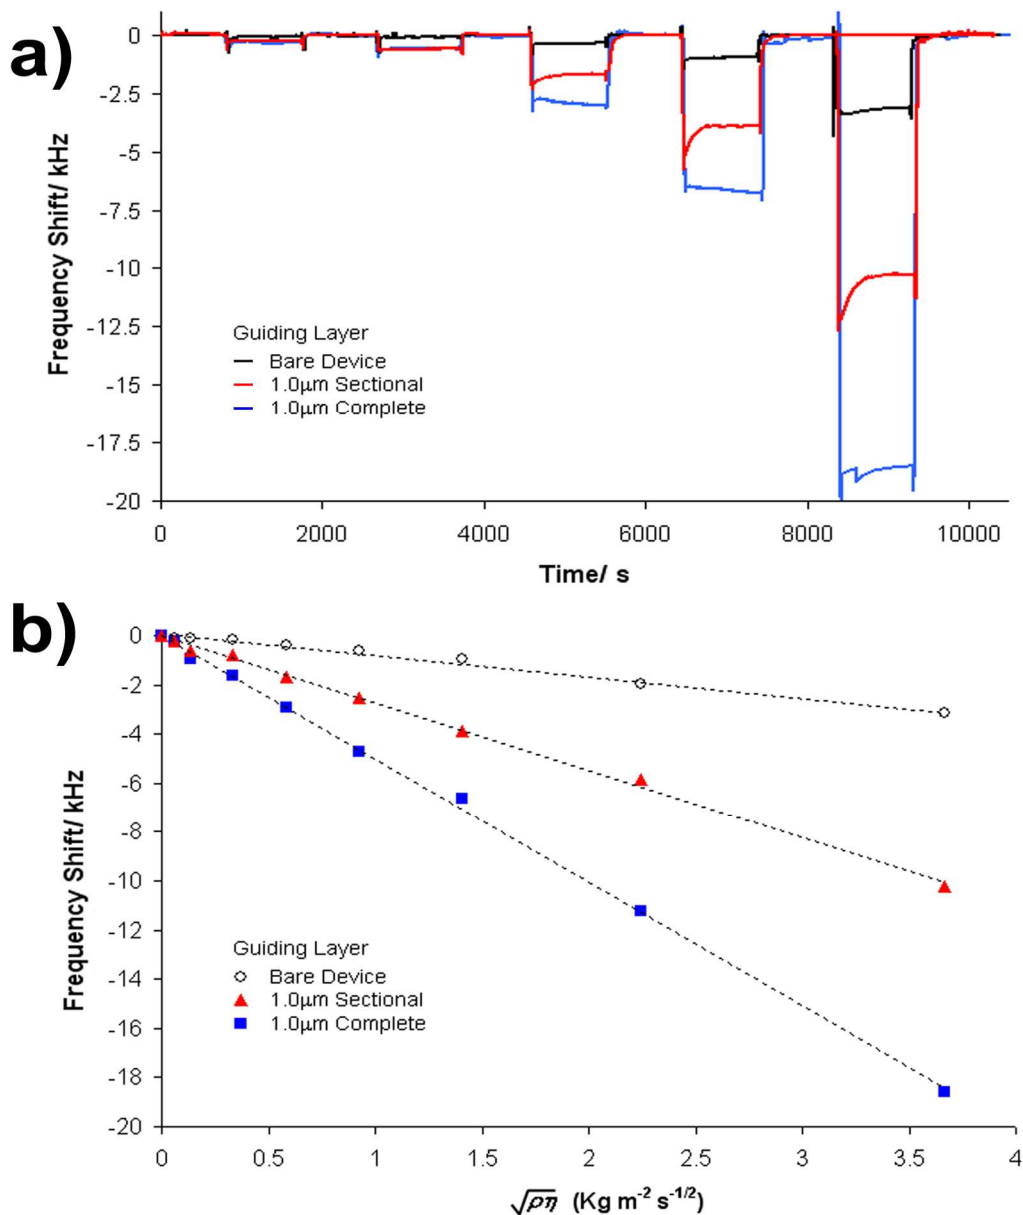 a)
0
-2.5
-5
-7.5
-10
-12.5
-15
-17.5
-20
Frequency Shift/ kHz
Guiding Layer
Bare Device
1.0µm Sectional
1.0µm Complete
0 2000 4000 6000 8000 10000
Time/ s
b)
0
-2
-4
-6
-8
-10
-12
-14
-16
-18
-20
Frequency Shift/ kHz
Guiding Layer
Bare Device
1.0µm Sectional
1.0µm Complete
0 0.5 1 1.5 2 2.5 3 3.5 4
√ρη (Kg m⁻² s⁻¹/²)